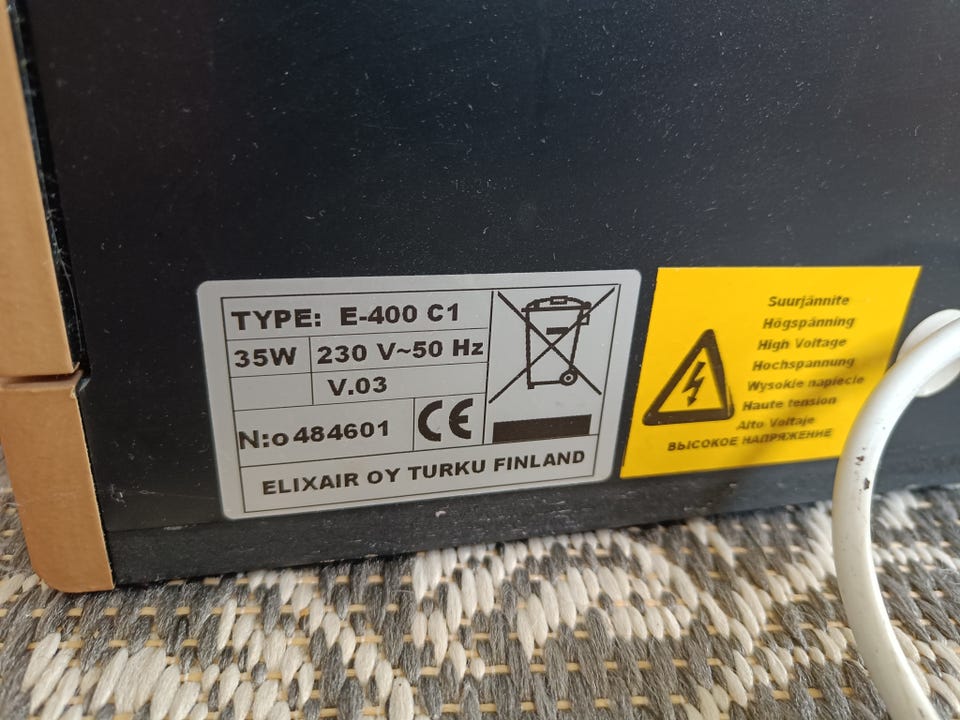 TYPE: E-400 C1
35W 230 V~50 Hz
V.03
N:o 484601 CE
ELIXAIR OY TURKU FINLAND
Suurjännite
Högspänning
High Voltage
Hochspannung
Wysokie napiecie
Haute tension
Alto Voltaje
ВЫСОКОЕ НАПРЯЖЕНИЕ